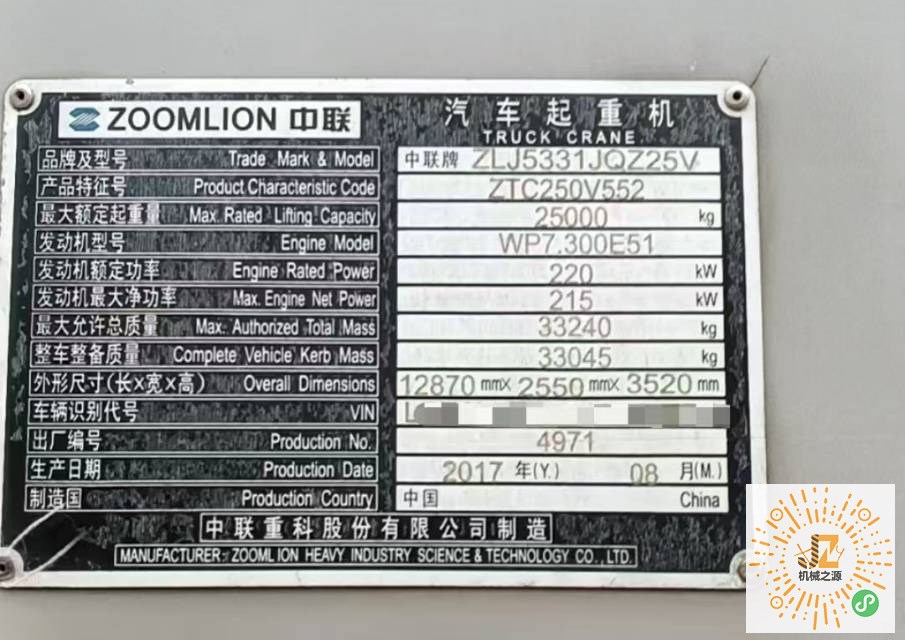 ZOOMLION 中联
汽车起重机
TRUCK CRANE
品牌及型号 Trade Mark & Model 中联牌 ZLJ5331JQZ25V
产品特征号 Product Characteristic Code ZTC250V552
最大额定起重量 Max. Rated Lifting Capacity 25000 kg
发动机型号 Engine Model WP7.300E51
发动机额定功率 Engine Rated Power 220 kW
发动机最大净功率 Max. Engine Net Power 215 kW
最大允许总质量 Max. Authorized Total Mass 33240 kg
整车整备质量 Complete Vehicle Kerb Mass 33045 kg
外形尺寸(长X宽X高) Overall Dimensions 12870 mmX 2550 mmX 3520 mm
车辆识别代号 VIN L
出厂编号 Production No. 4971
生产日期 Production Date 2017 年(Y.) 08 月(M.)
制造国 Production Country 中国 China
中联重科股份有限公司制造
MANUFACTURER: ZOOMLION HEAVY INDUSTRY SCIENCE & TECHNOLOGY CO., LTD.
机械之源